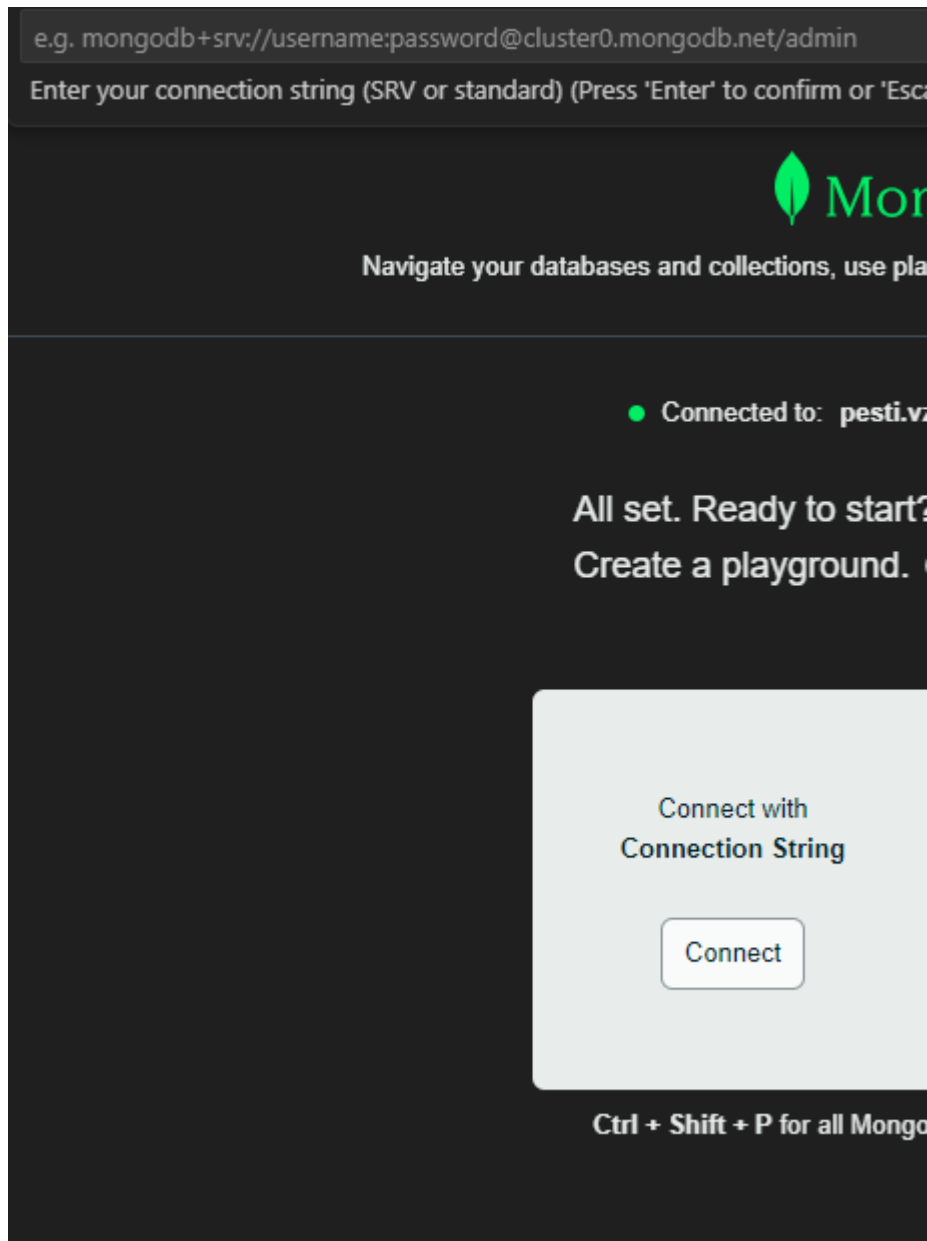 e.g. mongodb+srv://username:password@cluster0.mongodb.net/admin
Enter your connection string (SRV or standard) (Press 'Enter' to confirm or 'Esca
Mon
Navigate your databases and collections, use pla
Connected to: pesti.vz
All set. Ready to start?
Create a playground.
Connect with
Connection String
Connect
Ctrl + Shift + P for all Mongo